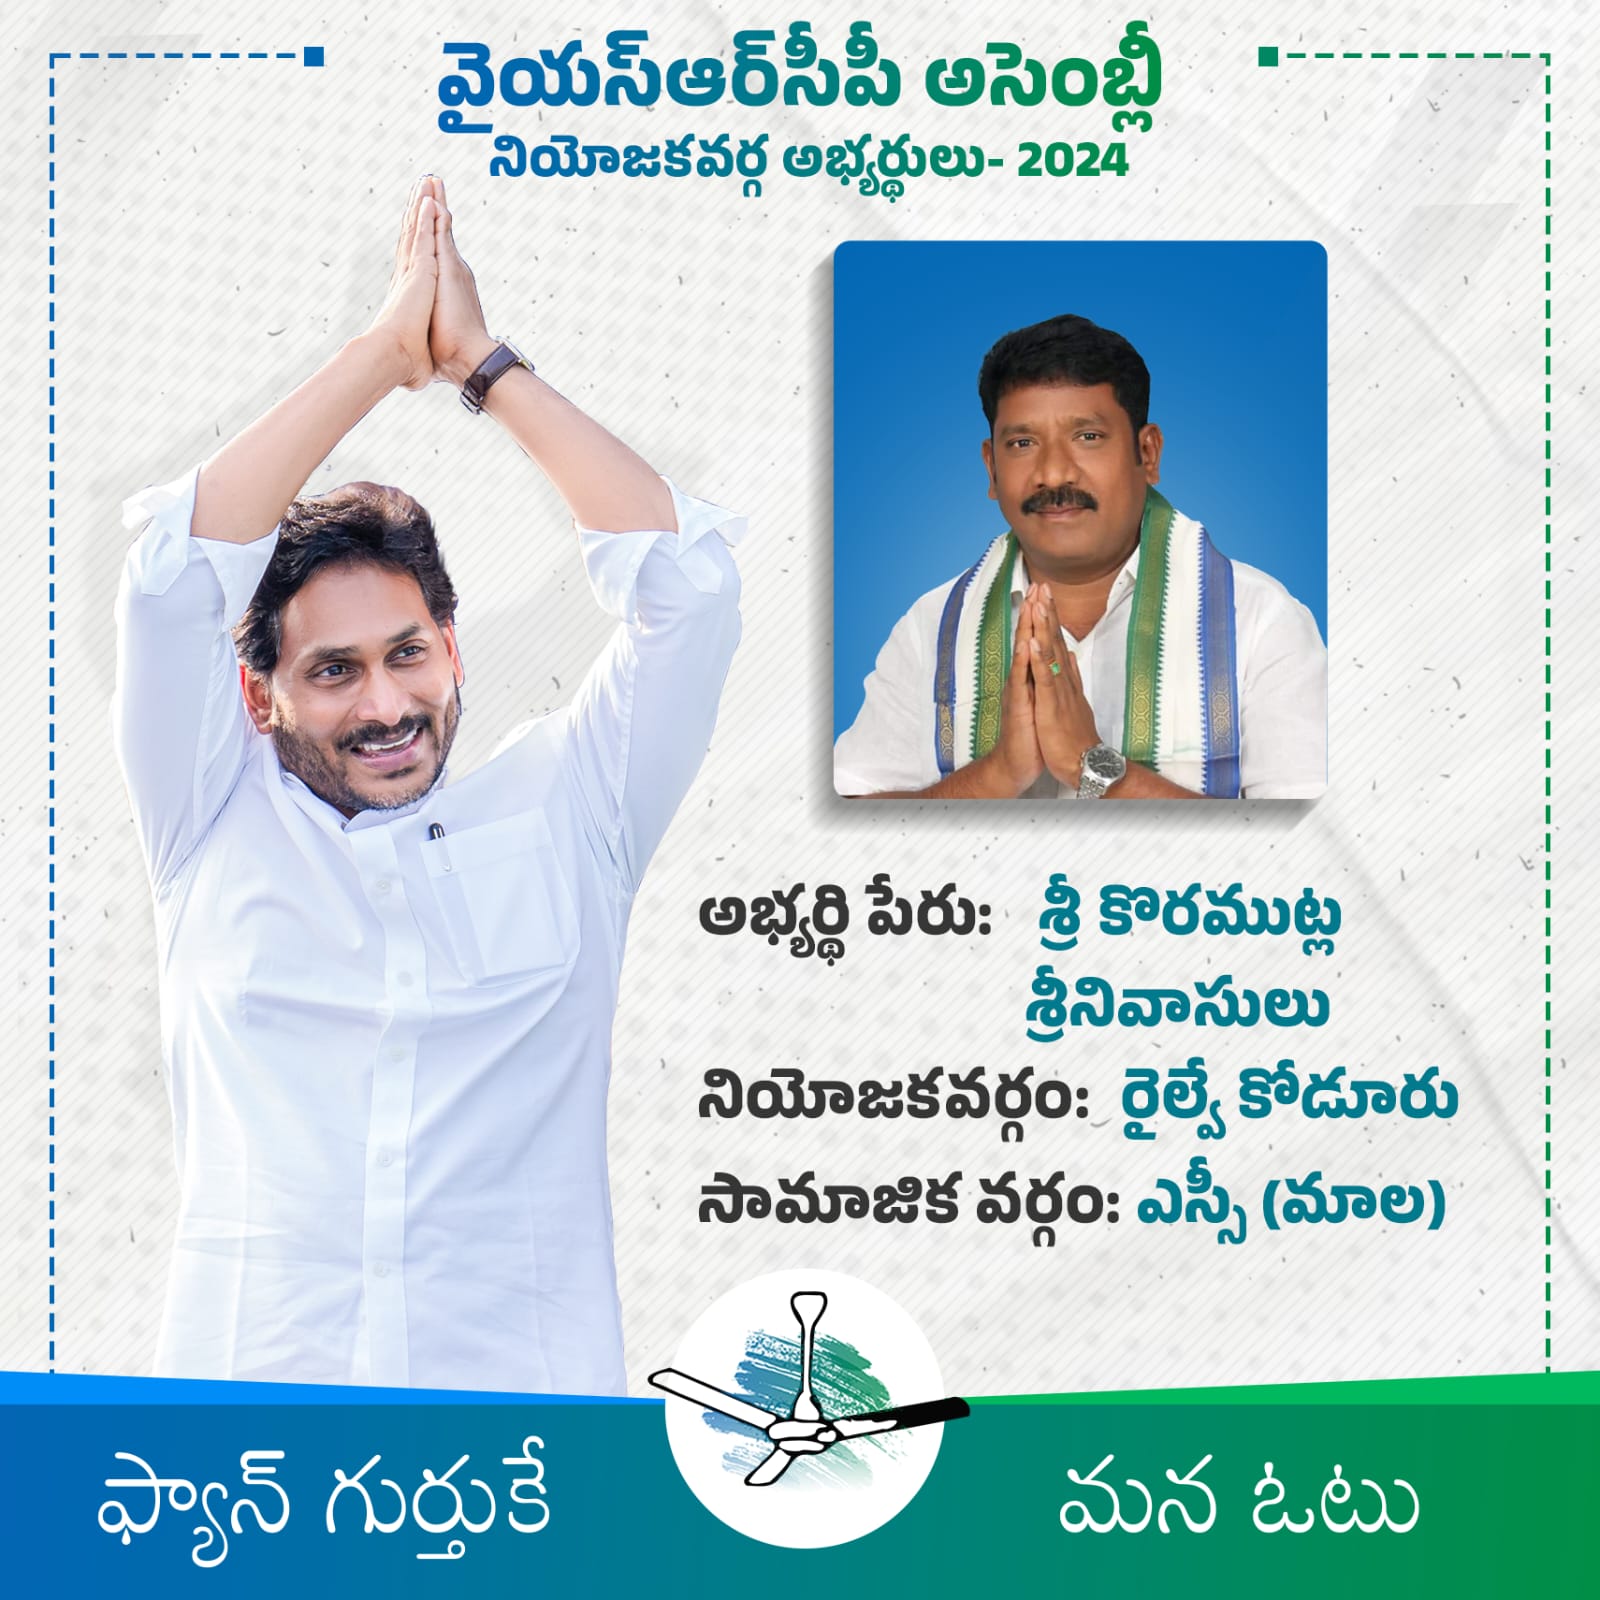 వైయస్ఆర్‌సీపీ అసెంబ్లీ
నియోజకవర్గ అభ్యర్థులు- 2024
అభ్యర్థి పేరు: శ్రీ కొరముట్ల
శ్రీనివాసులు
నియోజకవర్గం: రైల్వే కోడూరు
సామాజిక వర్గం: ఎస్సీ (మాల)
ఫ్యాన్ గుర్తుకే మన ఓటు